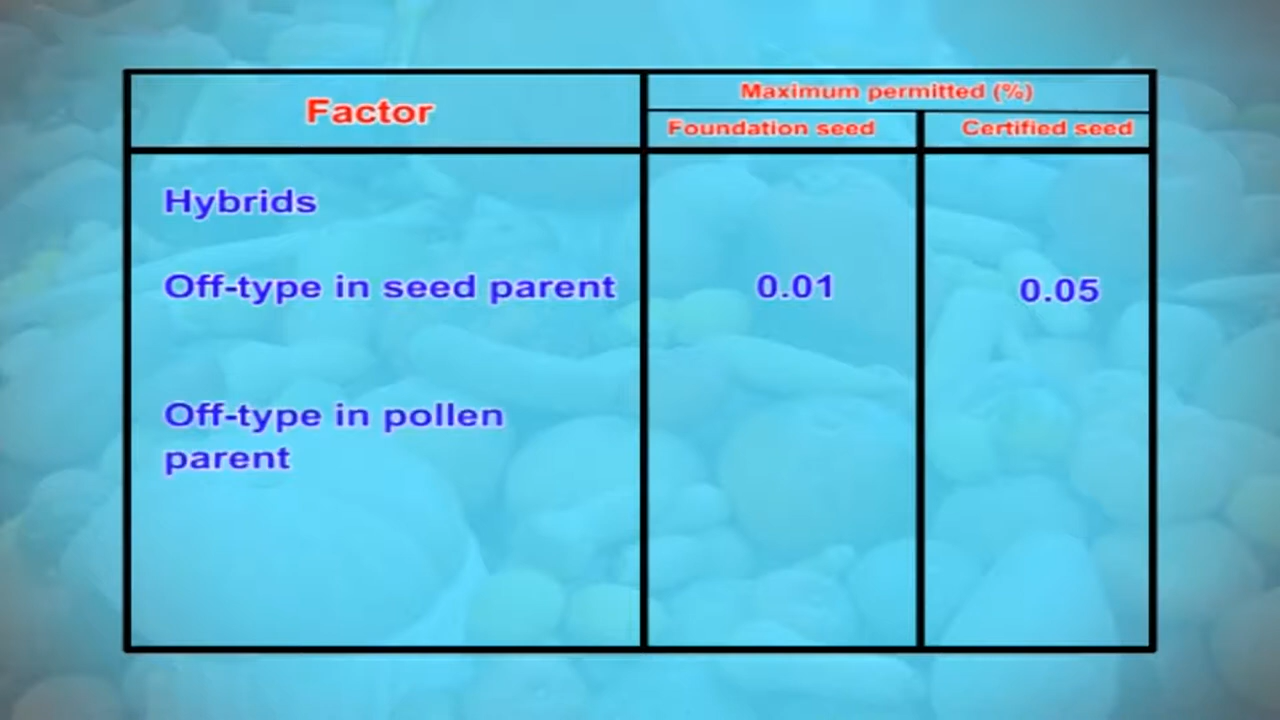 Factor
Maximum permitted (%)
Foundation seed
Certified seed
Hybrids
Off-type in seed parent
0.01
0.05
Off-type in pollen
parent